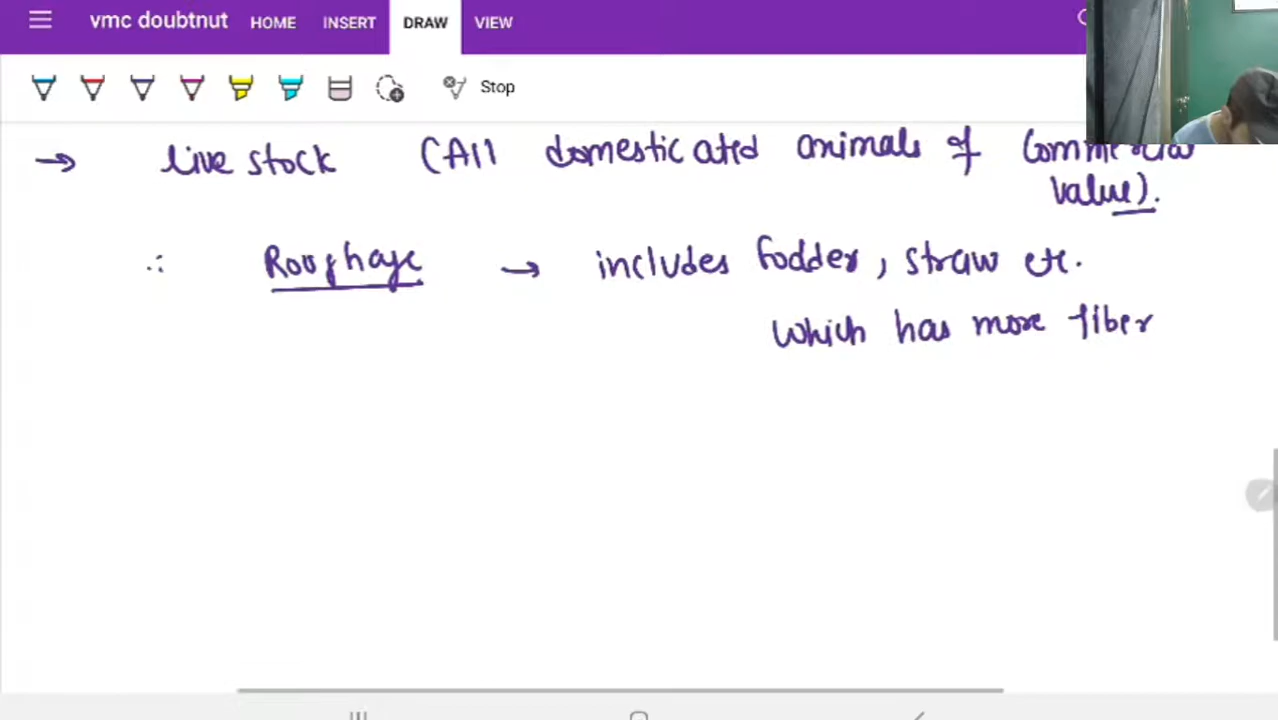 vmc doubtnut HOME INSERT DRAW VIEW
Stop
→ live stock (All domesticated animals of Commercial
value).
∴ Roughage → includes fodder, straw etc.
which has more fiber